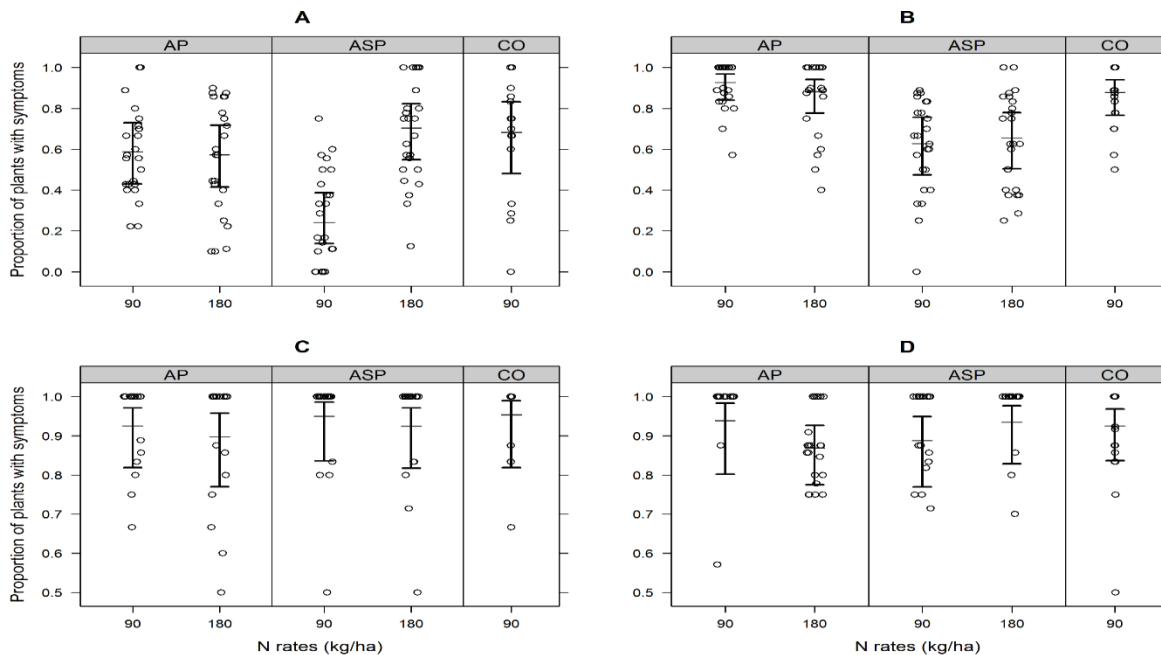 A
B
AP ASP CO
AP ASP CO
Proportion of plants with symptoms
1.0
0.8
0.6
0.4
0.2
0.0
1.0
0.8
0.6
0.4
0.2
0.0
90 180 90 180 90
90 180 90 180 90
C
D
AP ASP CO
AP ASP CO
Proportion of plants with symptoms
1.0
0.9
0.8
0.7
0.6
0.5
1.0
0.9
0.8
0.7
0.6
0.5
90 180 90 180 90
90 180 90 180 90
N rates (kg/ha)
N rates (kg/ha)